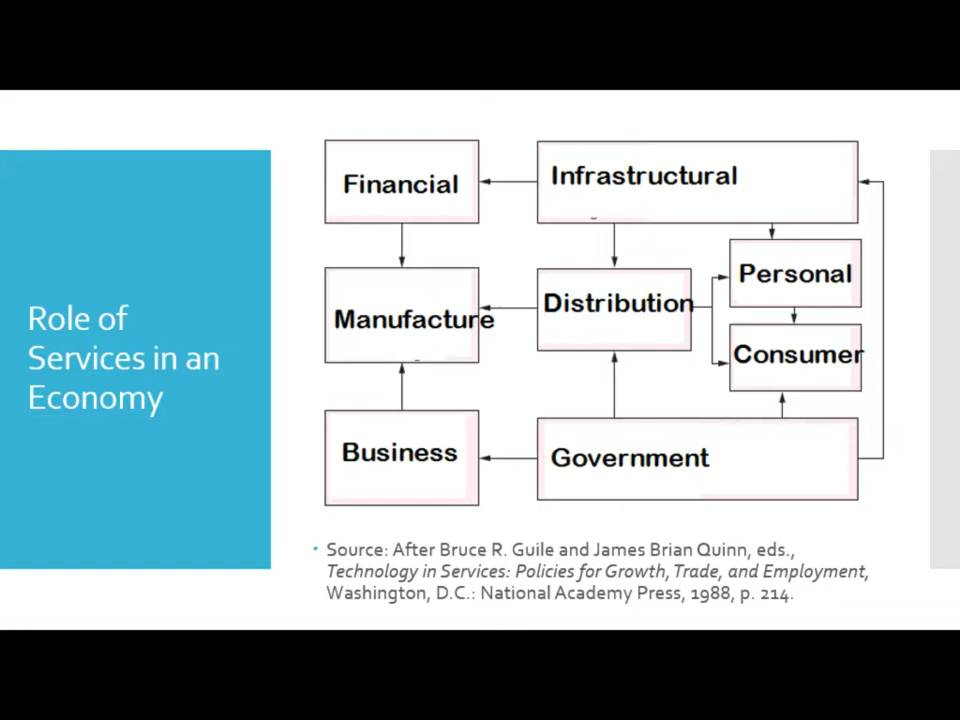 Role of
Services in an
Economy
Financial
Infrastructural
Manufacture
Distribution
Personal
Consumer
Business
Government
Source: After Bruce R. Guile and James Brian Quinn, eds.,
Technology in Services: Policies for Growth, Trade, and Employment,
Washington, D.C.: National Academy Press, 1988, p. 214.